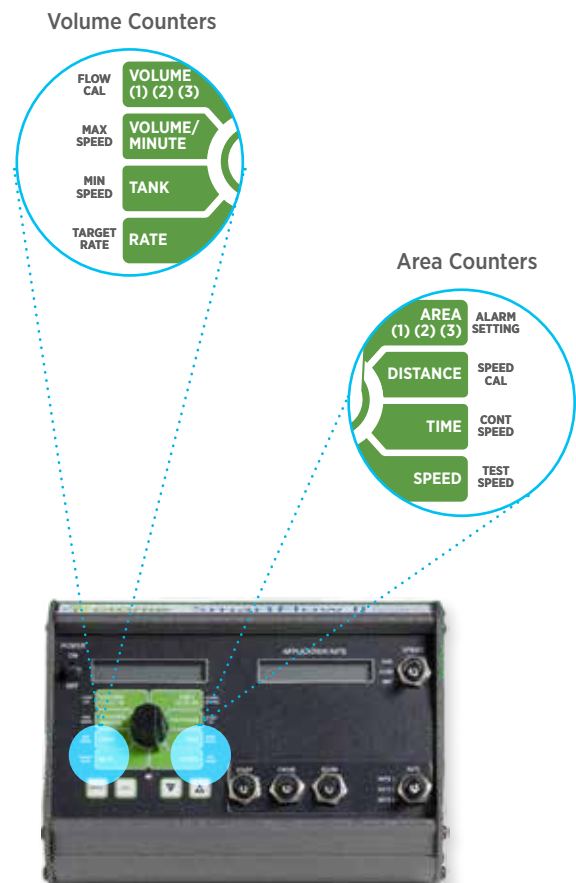 Volume Counters
FLOW
CAL
VOLUME
(1) (2) (3)
MAX
SPEED
VOLUME/
MINUTE
MIN
SPEED
TANK
TARGET
RATE
RATE
Area Counters
AREA
(1) (2) (3)
ALARM
SETTING
DISTANCE
SPEED
CAL
TIME
CONT
SPEED
SPEED
TEST
SPEED
POWER
ON
APPLICATION RATE